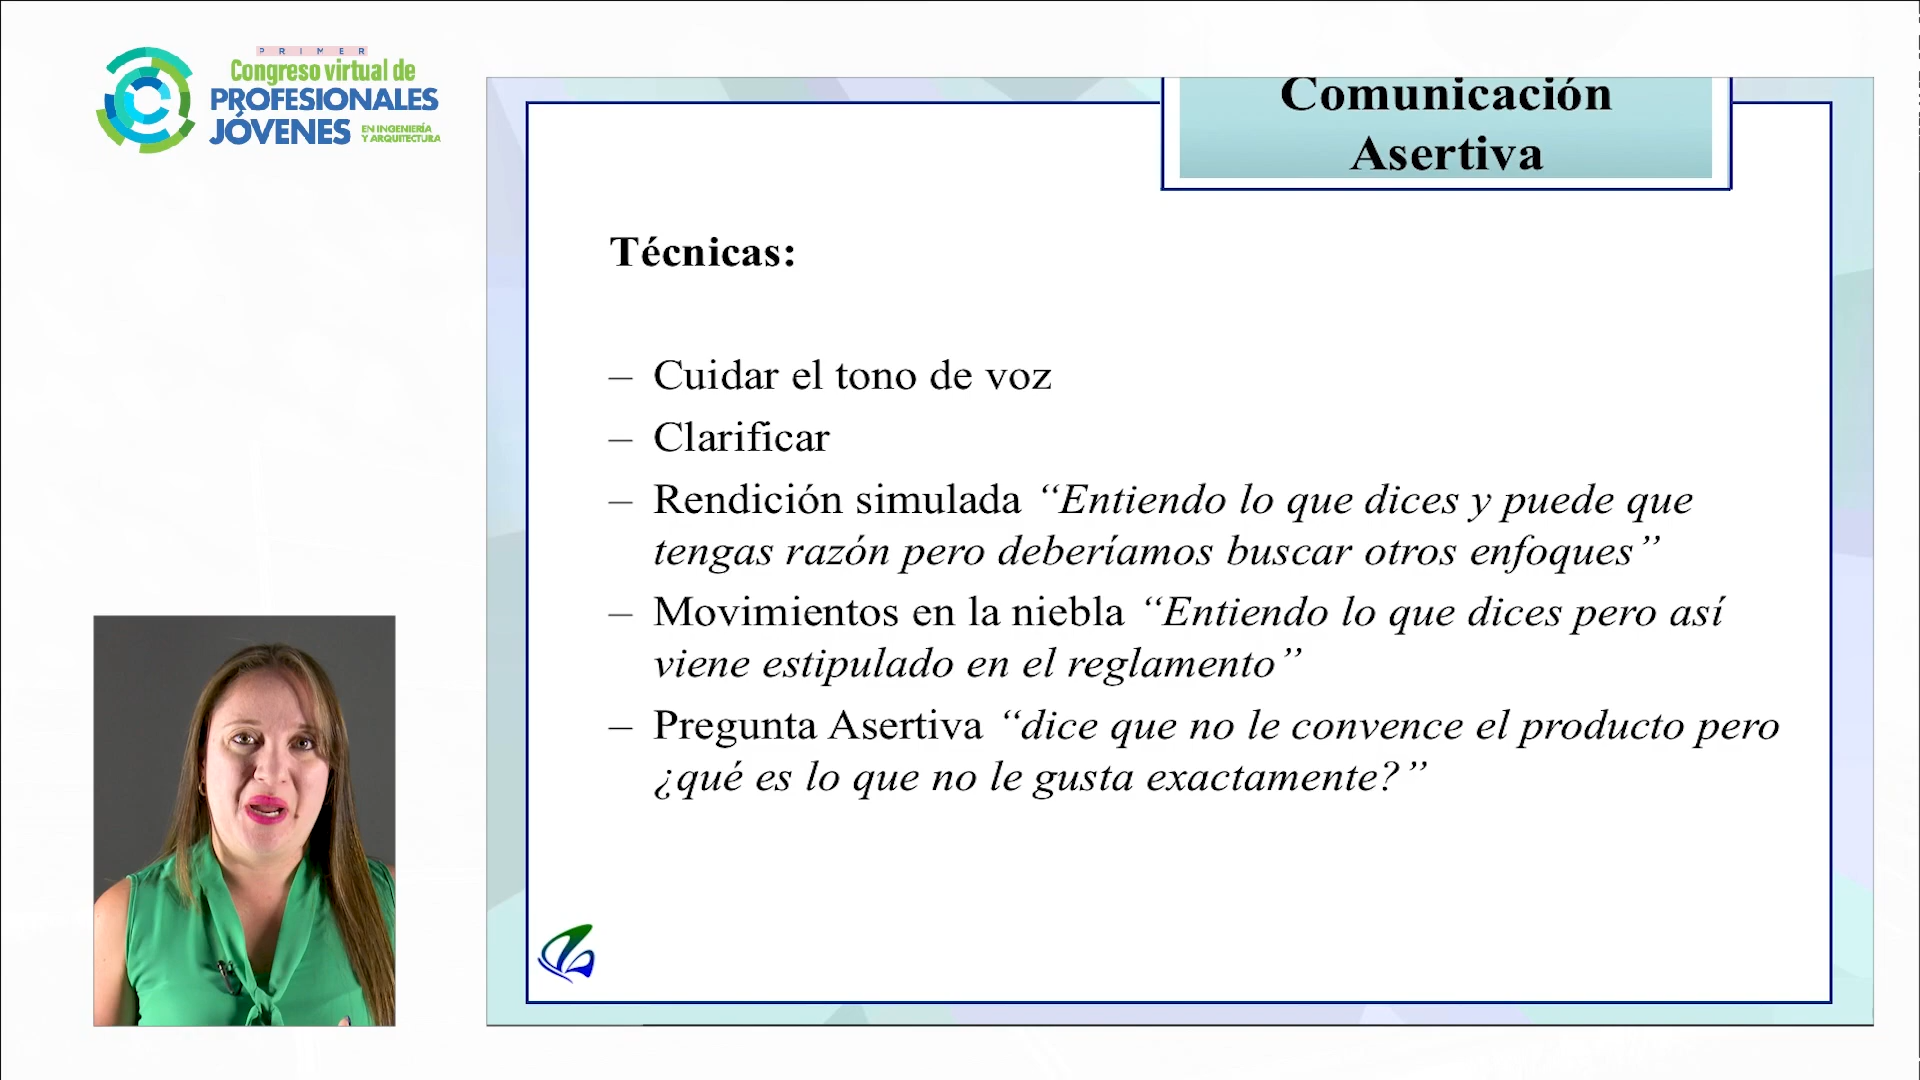 PRIMER
Congreso virtual de
PROFESIONALES
JÓVENES EN INGENIERÍA
Y ARQUITECTURA
Comunicación
Asertiva
Técnicas:
– Cuidar el tono de voz
– Clarificar
– Rendición simulada “Entiendo lo que dices y puede que
tengas razón pero deberíamos buscar otros enfoques”
– Movimientos en la niebla “Entiendo lo que dices pero así
viene estipulado en el reglamento”
– Pregunta Asertiva “dice que no le convence el producto pero
¿qué es lo que no le gusta exactamente?”